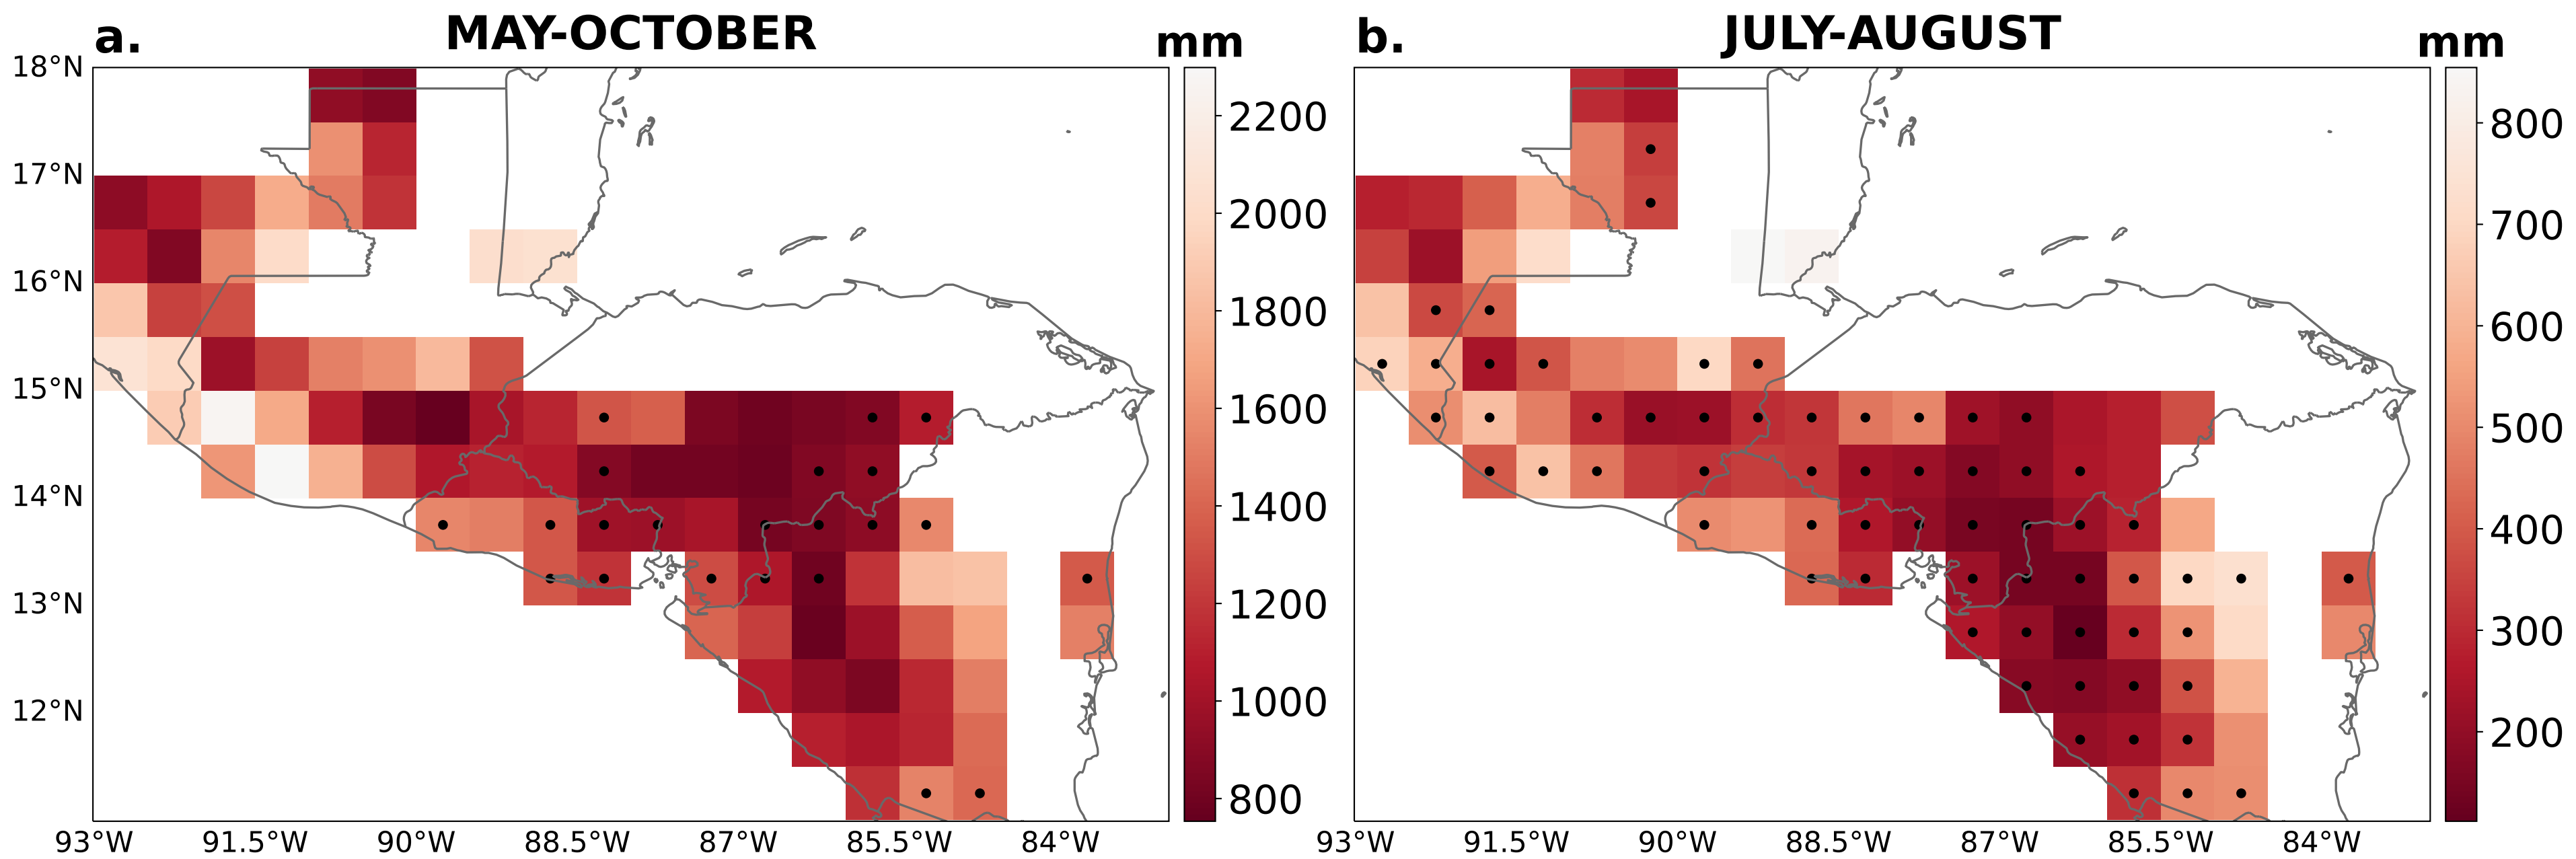 a. MAY-OCTOBER mm
18°N
17°N
16°N
15°N
14°N
13°N
12°N
93°W 91.5°W 90°W 88.5°W 87°W 85.5°W 84°W
2200
2000
1800
1600
1400
1200
1000
800
b. JULY-AUGUST mm
93°W 91.5°W 90°W 88.5°W 87°W 85.5°W 84°W
800
700
600
500
400
300
200